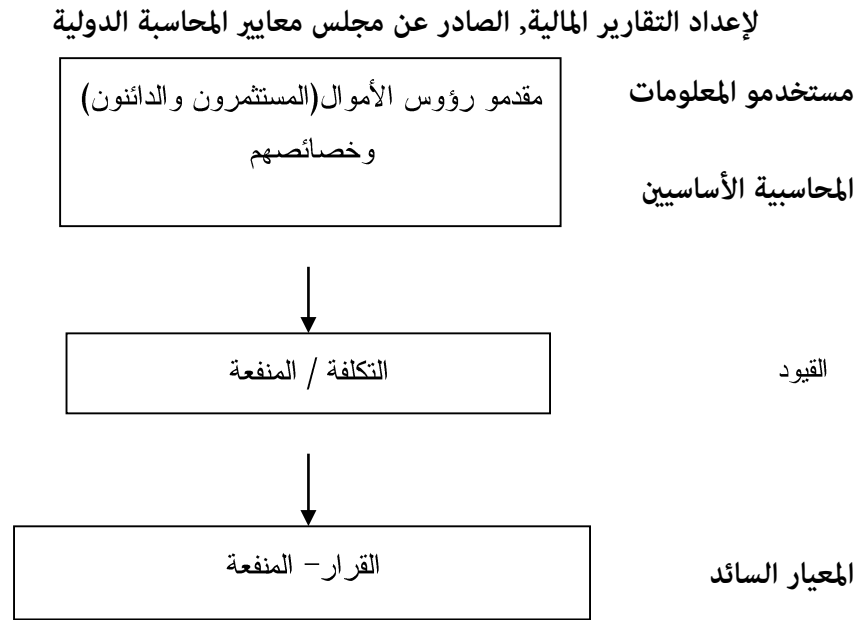 لإعداد التقارير المالية, الصادر عن مجلس معايير المحاسبة الدولية
مستخدمو المعلومات
المحاسبية الأساسيين
مقدمو رؤوس الأموال(المستثمرون والدائنون)
وخصائصهم
القيود
التكلفة / المنفعة
المعيار السائد
القرار– المنفعة